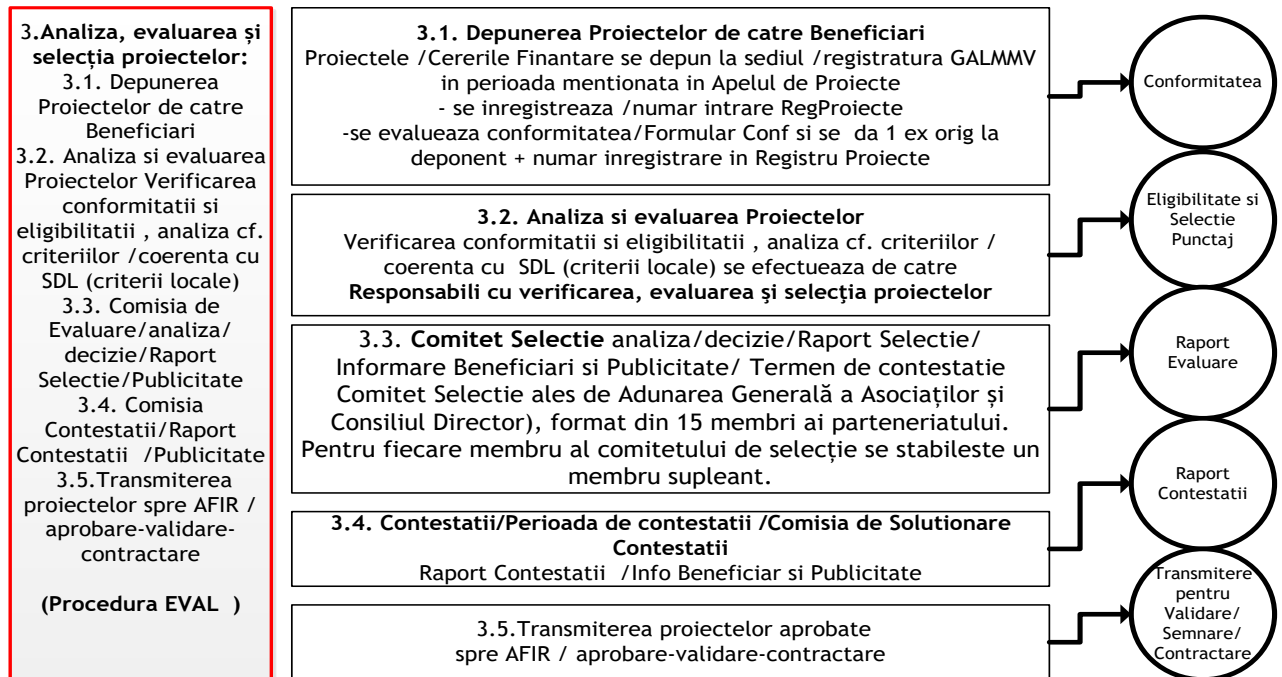 3.Analiza, evaluarea și
selecția proiectelor:
3.1. Depunerea
Proiectelor de catre
Beneficiari
3.2. Analiza si evaluarea
Proiectelor Verificarea
conformitatii si
eligibilitatii , analiza cf.
criteriilor /coerenta cu
SDL (criterii locale)
3.3. Comisia de
Evaluare/analiza/
decizie/Raport
Selectie/Publicitate
3.4. Comisia
Contestatii/Raport
Contestatii /Publicitate
3.5.Transmiterea
proiectelor spre AFIR /
aprobare-validare-
contractare
(Procedura EVAL )
3.1. Depunerea Proiectelor de catre Beneficiari
Proiectele /Cererile Finantare se depun la sediul /registratura GALMMV
in perioada mentionata in Apelul de Proiecte
- se inregistreaza /numar intrare RegProiecte
-se evalueaza conformitatea/Formular Conf si se da 1 ex orig la
deponent + numar inregistrare in Registru Proiecte
Conformitatea
3.2. Analiza si evaluarea Proiectelor
Verificarea conformitatii si eligibilitatii , analiza cf. criteriilor /
coerenta cu SDL (criterii locale) se efectueaza de catre
Responsabili cu verificarea, evaluarea şi selecţia proiectelor
Eligibilitate si
Selectie
Punctaj
3.3. Comitet Selectie analiza/decizie/Raport Selectie/
Informare Beneficiari si Publicitate/ Termen de contestatie
Comitet Selectie ales de Adunarea Generală a Asociaților și
Consiliul Director), format din 15 membri ai parteneriatului.
Pentru fiecare membru al comitetului de selecție se stabileste un
membru supleant.
Raport
Evaluare
3.4. Contestatii/Perioada de contestatii /Comisia de Solutionare
Contestatii
Raport Contestatii /Info Beneficiar si Publicitate
Raport
Contestatii
3.5.Transmiterea proiectelor aprobate
spre AFIR / aprobare-validare-contractare
Transmitere
pentru
Validare/
Semnare/
Contractare